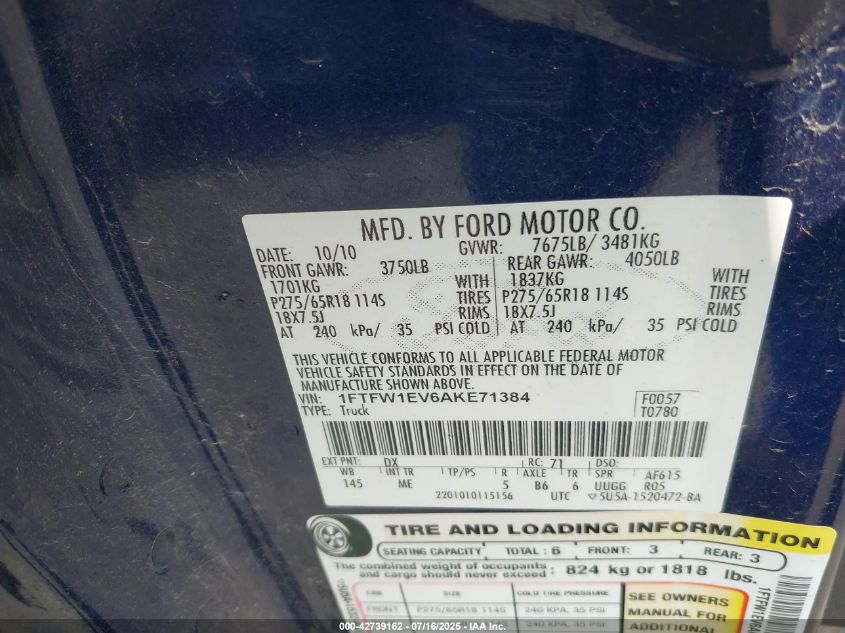 MFD. BY FORD MOTOR CO.
DATE: 10/10 GVWR: 7675LB/ 3481KG
FRONT GAWR: 3750LB REAR GAWR: 4050LB
1701KG WITH 1837KG WITH
P275/65R18 114S TIRES P275/65R18 114S TIRES
18X7.5J RIMS 18X7.5J RIMS
AT 240 kPa/ 35 PSI COLD AT 240 kPa/ 35 PSI COLD
THIS VEHICLE CONFORMS TO ALL APPLICABLE FEDERAL MOTOR
VEHICLE SAFETY STANDARDS IN EFFECT ON THE DATE OF
MANUFACTURE SHOWN ABOVE.
VIN: 1FTFW1EV6AKE71384 F0057
TYPE: Truck T0780
EXT PNT: DX RC: 71 DSO:
WB INT TR TP/PS R AXLE TR SPR AF615
145 ME 5 B6 6 UUGG R05
2201010115156 UTC ▽5U5A-1520472-BA
TIRE AND LOADING INFORMATION
SEATING CAPACITY TOTAL: 6 FRONT: 3 REAR: 3
The combined weight of occupants
and cargo should never exceed: 824 kg or 1818 lbs.
SIZE COLD TIRE PRESSURE SEE OWNERS
FRONT P275/65R18 114S 240 KPA, 35 PSI MANUAL FOR
240 KPA, 35 PSI ADDITIONAL
000-42739162 - 07/16/2025 - IAA Inc.